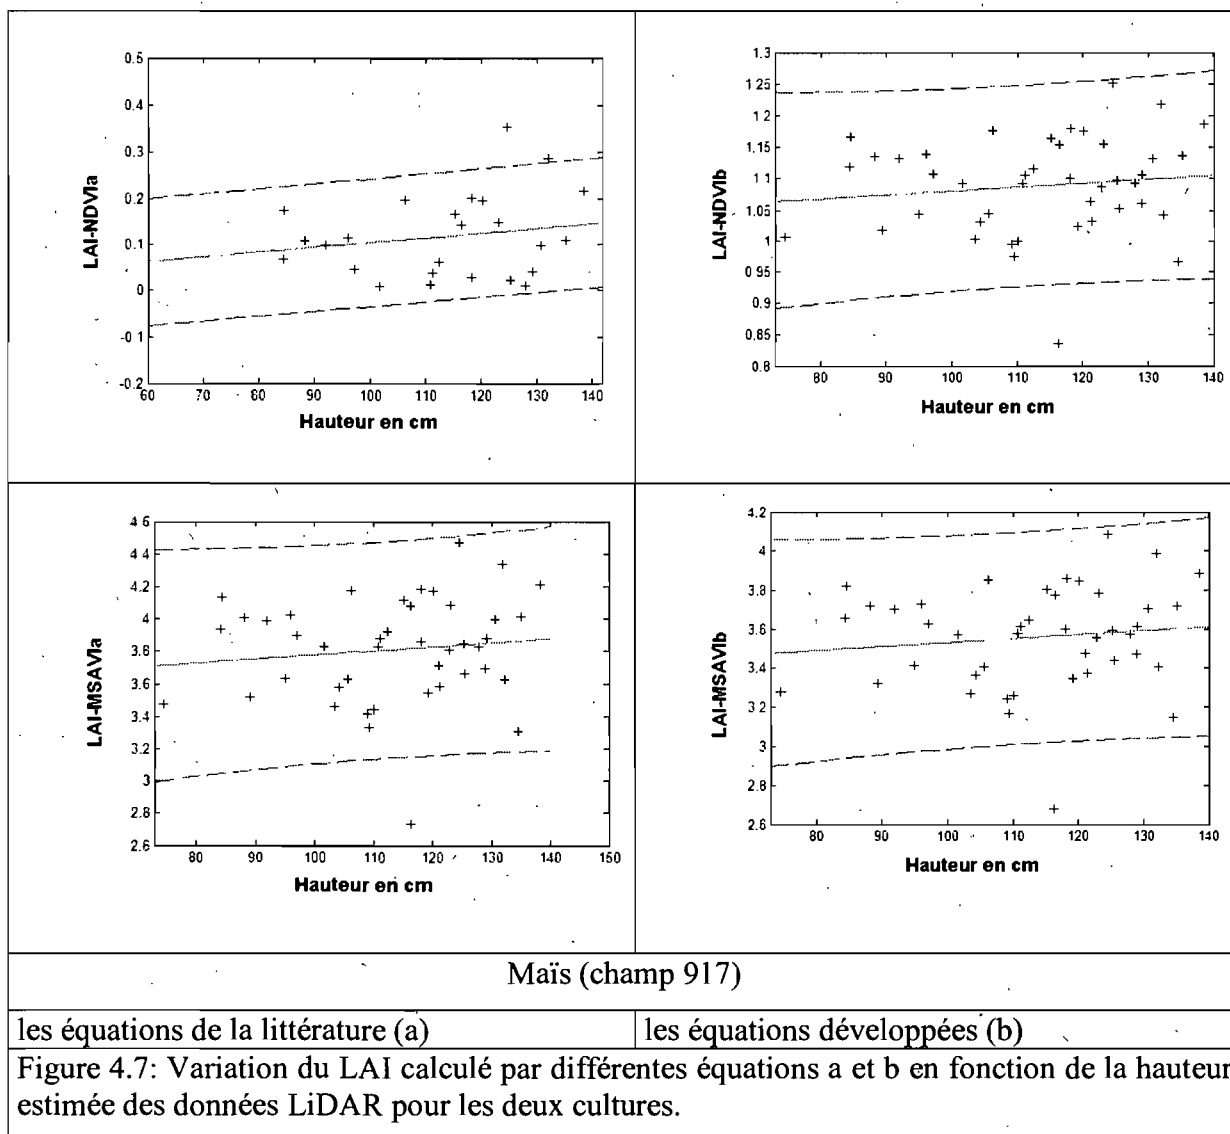 0.5
0.4
0.3
0.2
0.1
0
-0.1
-0.2
LAI-NDVIa
60 70 80 90 100 110 120 130 140
Hauteur en cm
1.3
1.25
1.2
1.15
1.1
1.05
1
0.95
0.9
0.85
0.8
LAI-NDVIb
80 90 100 110 120 130 140
Hauteur en cm
4.6
4.4
4.2
4
3.8
3.6
3.4
3.2
3
2.8
2.6
LAI-MSAVIa
80 90 100 110 120 130 140 150
Hauteur en cm
4.2
4
3.8
3.6
3.4
3.2
3
2.8
2.6
LAI-MSAVIb
80 90 100 110 120 130 140
Hauteur en cm
Maïs (champ 917)
les équations de la littérature (a)
les équations développées (b)
Figure 4.7: Variation du LAI calculé par différentes équations a et b en fonction de la hauteur
estimée des données LiDAR pour les deux cultures.